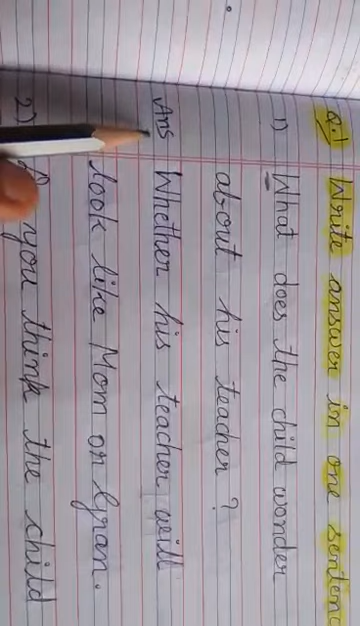 Q.1 Write answer in one sentenc
1) What does the child wonder
about his teacher?
Ans Whether his teacher will
look like Mom or Gran.
2) you think the child